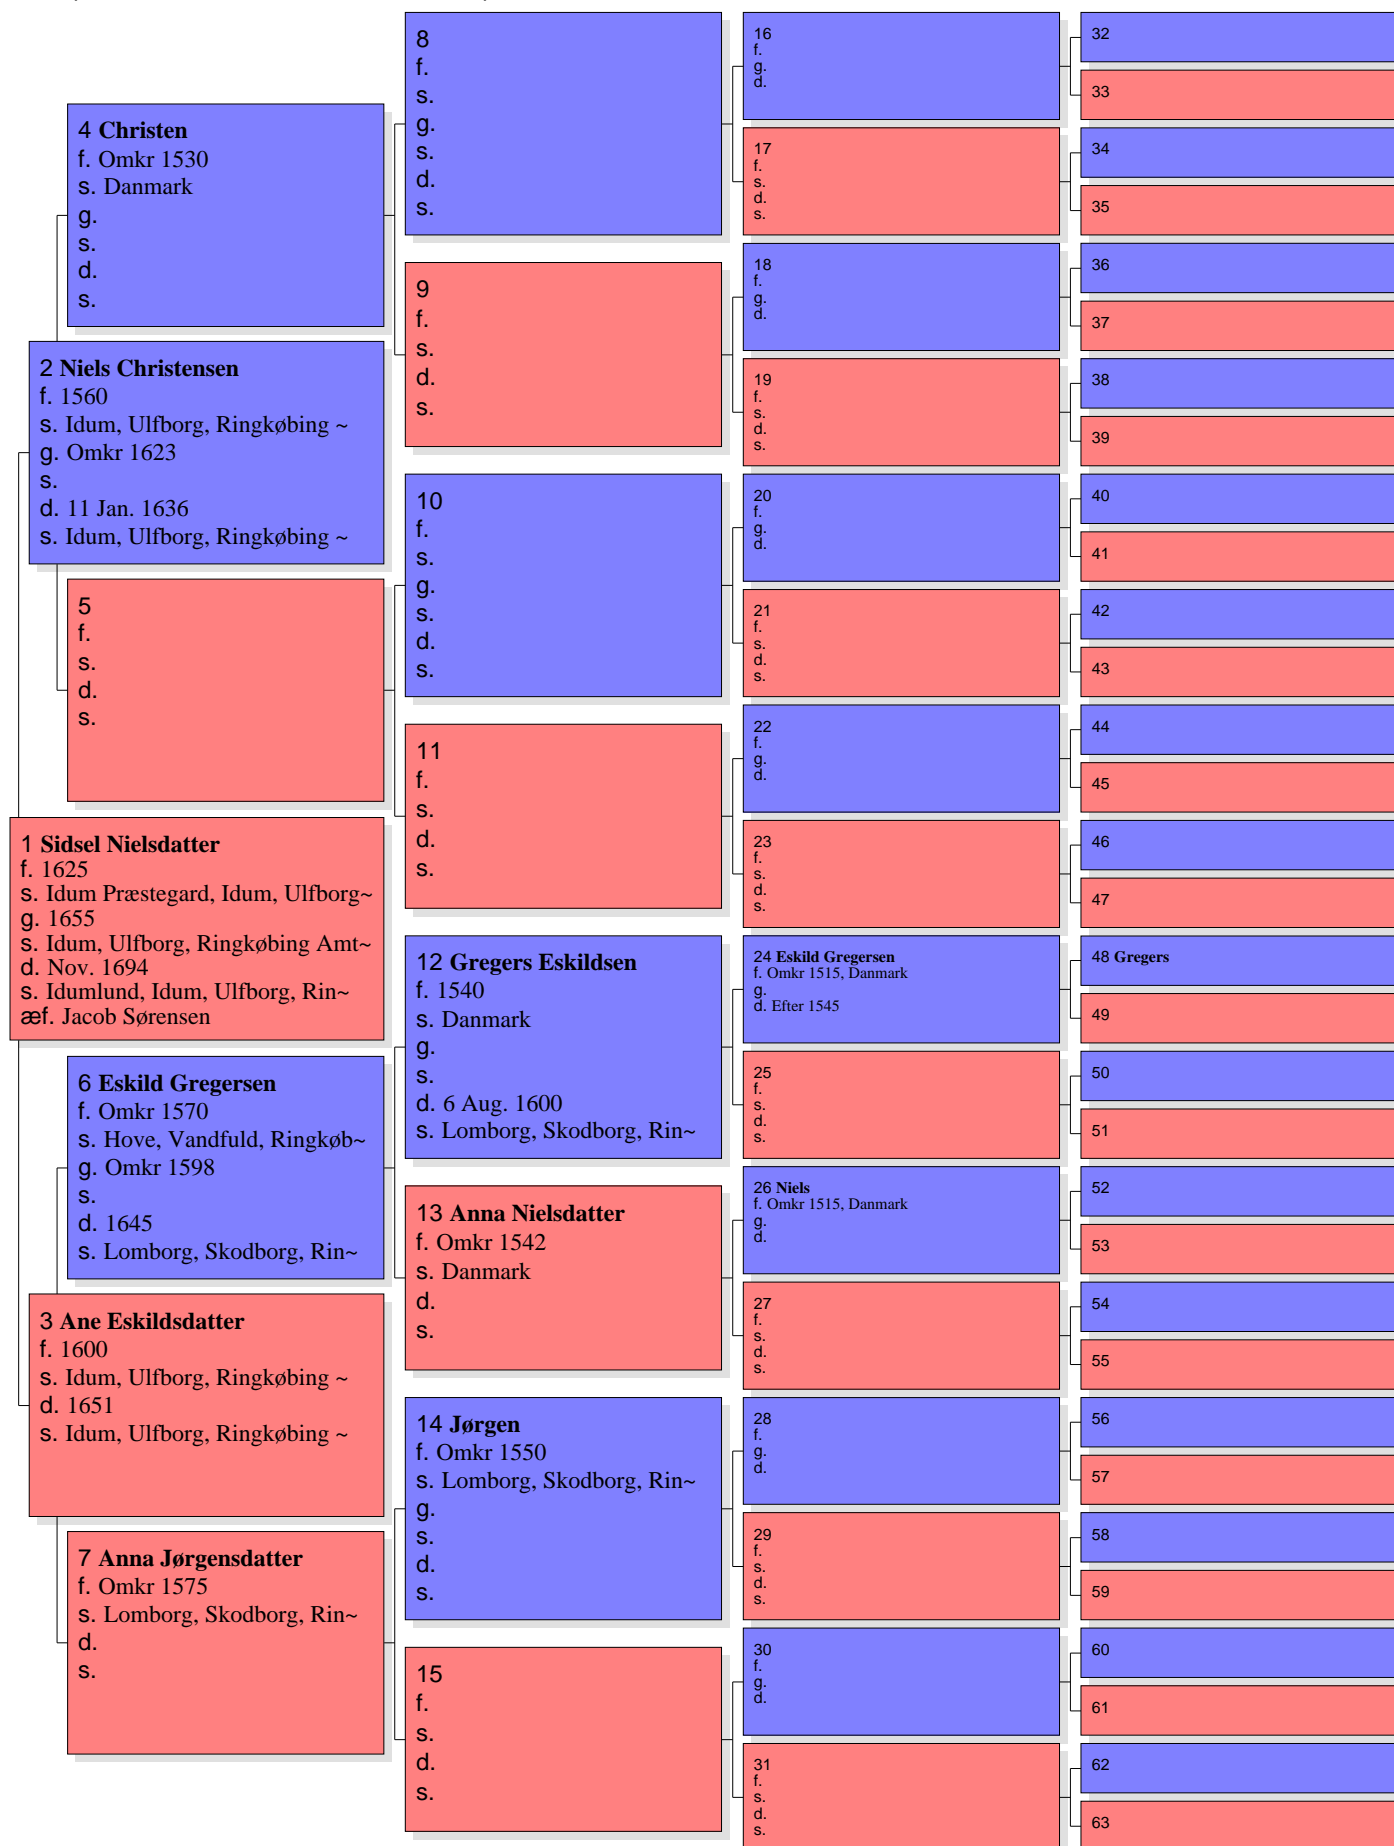 1 Sidsel Nielsdatter
f. 1625
s. Idum Præstegard, Idum, Ulfborg~
g. 1655
s. Idum, Ulfborg, Ringkøbing Amt~
d. Nov. 1694
s. Idumlund, Idum, Ulfborg, Rin~
æf. Jacob Sørensen
2 Niels Christensen
f. 1560
s. Idum, Ulfborg, Ringkøbing ~
g. Omkr 1623
s.
d. 11 Jan. 1636
s. Idum, Ulfborg, Ringkøbing ~
3 Ane Eskildsdatter
f. 1600
s. Idum, Ulfborg, Ringkøbing ~
d. 1651
s. Idum, Ulfborg, Ringkøbing ~
4 Christen
f. Omkr 1530
s. Danmark
g.
s.
d.
s.
5
f.
s.
d.
s.
6 Eskild Gregersen
f. Omkr 1570
s. Hove, Vandfuld, Ringkøb~
g. Omkr 1598
s.
d. 1645
s. Lomborg, Skodborg, Rin~
7 Anna Jørgensdatter
f. Omkr 1575
s. Lomborg, Skodborg, Rin~
d.
s.
8
f.
s.
g.
s.
d.
s.
9
f.
s.
d.
s.
10
f.
s.
g.
s.
d.
s.
11
f.
s.
d.
s.
12 Gregers Eskildsen
f. 1540
s. Danmark
g.
s.
d. 6 Aug. 1600
s. Lomborg, Skodborg, Rin~
13 Anna Nielsdatter
f. Omkr 1542
s. Danmark
d.
s.
14 Jørgen
f. Omkr 1550
s. Lomborg, Skodborg, Rin~
g.
s.
d.
s.
15
f.
s.
d.
s.
16
f.
g.
d.
17
f.
s.
d.
s.
18
f.
g.
d.
19
f.
s.
d.
s.
20
f.
g.
d.
21
f.
s.
d.
s.
22
f.
g.
d.
23
f.
s.
d.
s.
24 Eskild Gregersen
f. Omkr 1515, Danmark
g.
d. Efter 1545
25
f.
s.
d.
s.
26 Niels
f. Omkr 1515, Danmark
g.
d.
27
f.
s.
d.
s.
28
f.
g.
d.
29
f.
s.
d.
s.
30
f.
g.
d.
31
f.
s.
d.
s.
32
33
34
35
36
37
38
39
40
41
42
43
44
45
46
47
48 Gregers
49
50
51
52
53
54
55
56
57
58
59
60
61
62
63